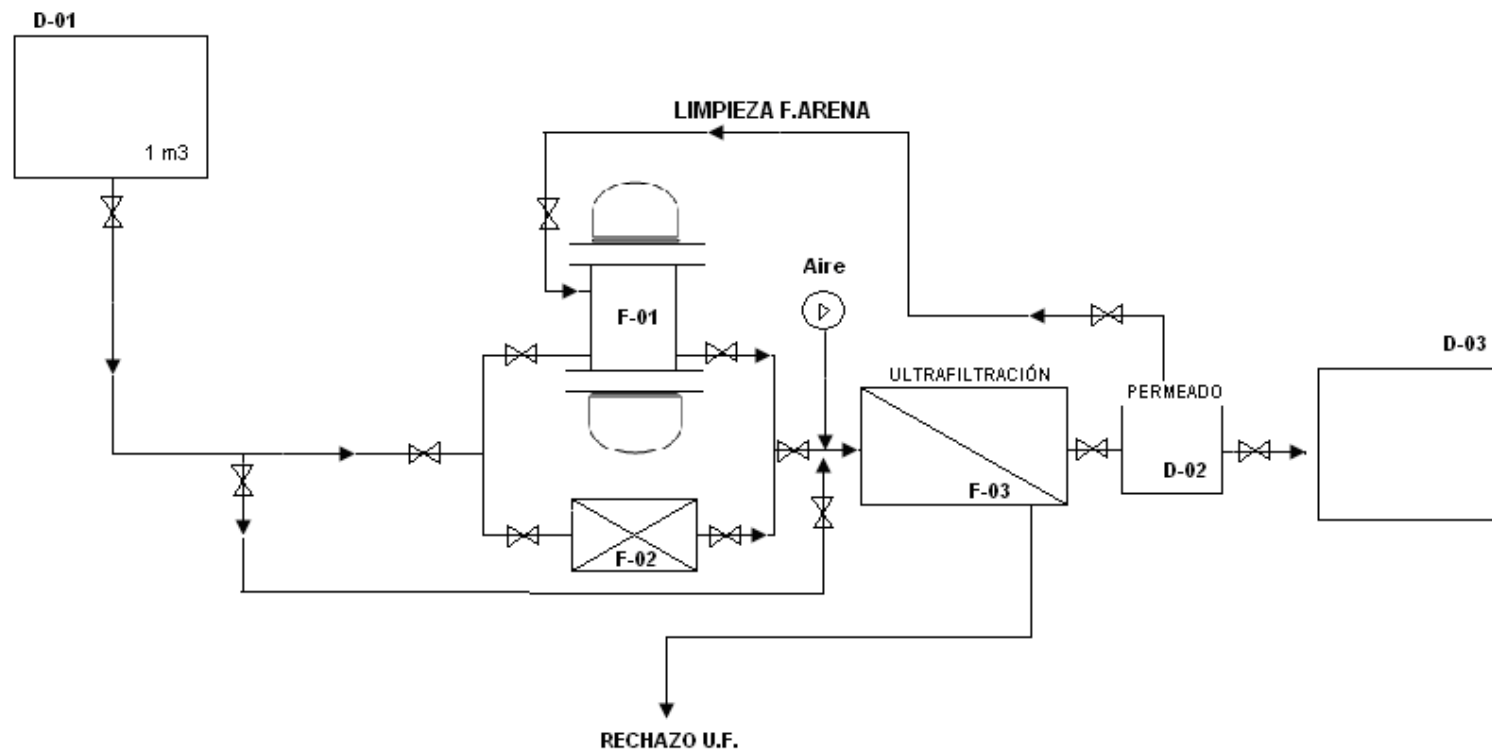 D-01
1 m3
LIMPIEZA F.ARENA
Aire
F-01
D-03
ULTRAFILTRACIÓN
PERMEADO
D-02
F-03
F-02
RECHAZO U.F.